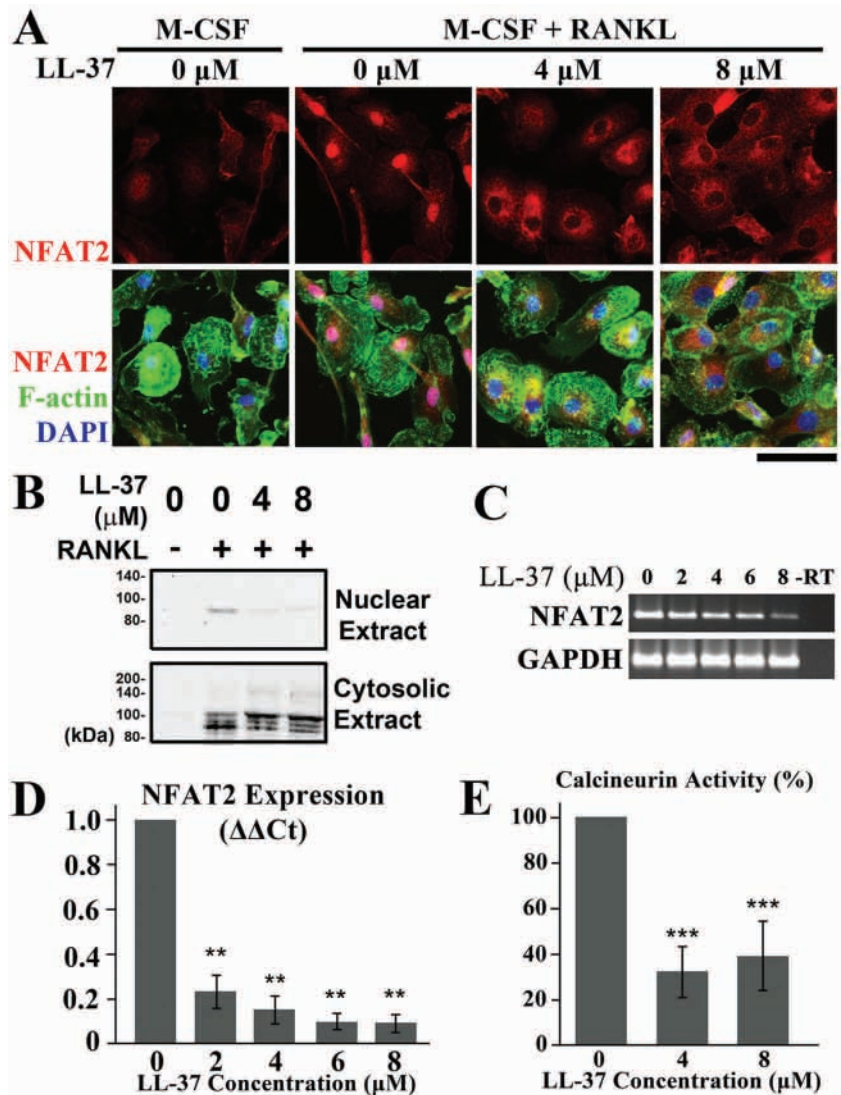 A
M-CSF M-CSF + RANKL
LL-37 0 μM 0 μM 4 μM 8 μM
NFAT2
NFAT2
F-actin
DAPI
B
LL-37 0 0 4 8
(μM)
RANKL - + + +
140-
100-
80-
Nuclear
Extract
200-
140-
100-
80-
(kDa)
Cytosolic
Extract
C
LL-37 (μM) 0 2 4 6 8 -RT
NFAT2
GAPDH
D
NFAT2 Expression
(ΔΔCt)
1.0
0.8
0.6
0.4
0.2
0
** ** ** **
0 2 4 6 8
LL-37 Concentration (μM)
E
Calcineurin Activity (%)
100
80
60
40
20
0
*** ***
0 4 8
LL-37 Concentration (μM)